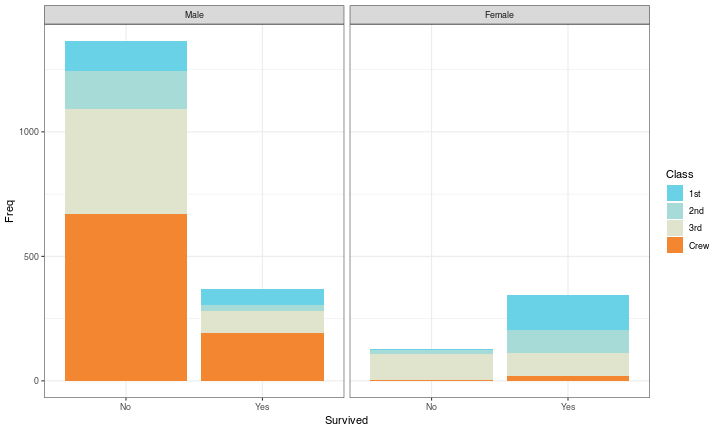 Male
Female
Freq
1000
500
0
No
Yes
No
Yes
Survived
Class
1st
2nd
3rd
Crew